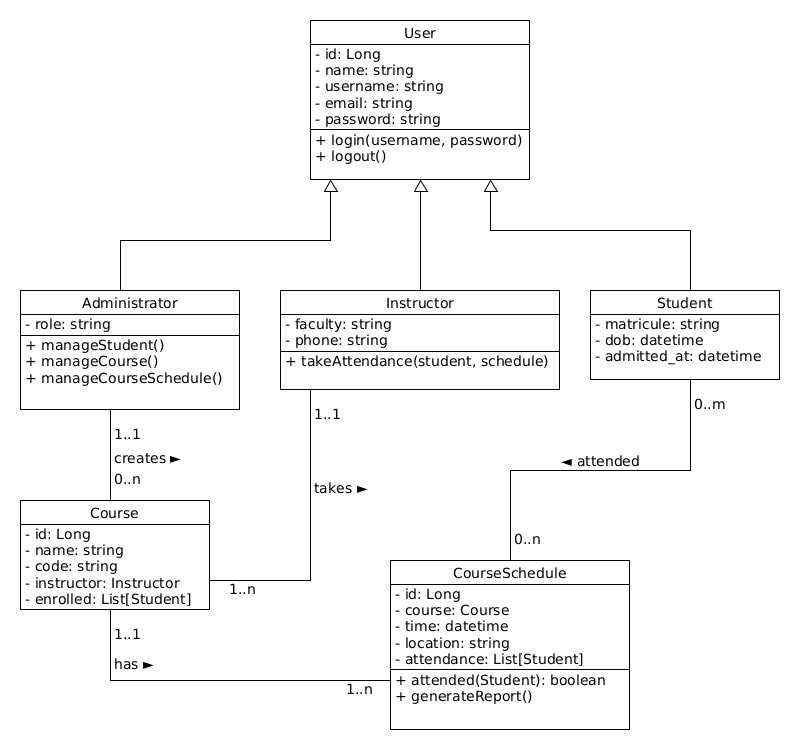 User
- id: Long
- name: string
- username: string
- email: string
- password: string
+ login(username, password)
+ logout()
Administrator
- role: string
+ manageStudent()
+ manageCourse()
+ manageCourseSchedule()
Instructor
- faculty: string
- phone: string
+ takeAttendance(student, schedule)
Student
- matricule: string
- dob: datetime
- admitted_at: datetime
1..1
creates ►
0..n
1..1
takes ►
1..n
0..m
◄ attended
0..n
Course
- id: Long
- name: string
- code: string
- instructor: Instructor
- enrolled: List[Student]
1..1
has ►
1..n
CourseSchedule
- id: Long
- course: Course
- time: datetime
- location: string
- attendance: List[Student]
+ attended(Student): boolean
+ generateReport()